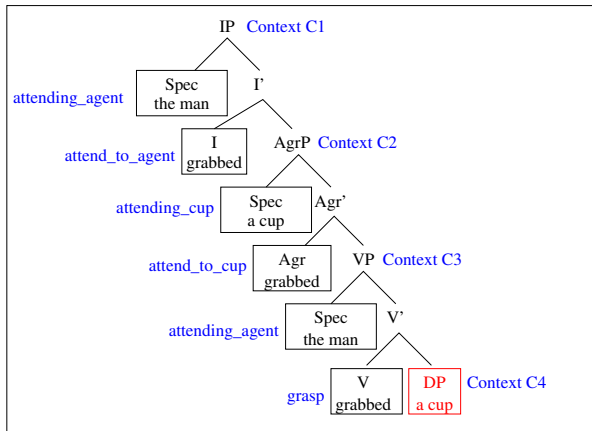 IP Context C1
attending_agent Spec I’
the man
attend_to_agent I AgrP Context C2
grabbed
attending_cup Spec Agr’
a cup
attend_to_cup Agr VP Context C3
grabbed
attending_agent Spec V’
the man
grasp V DP Context C4
grabbed a cup